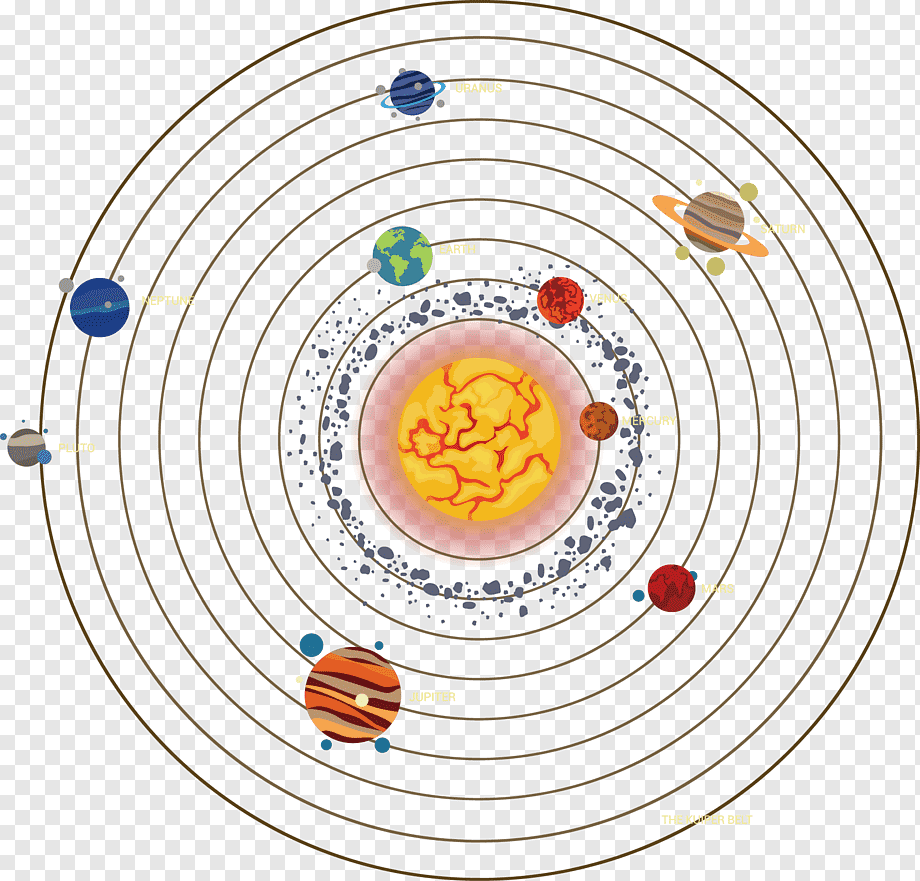 URANUS
SATURN
EARTH
VENUS
NEPTUNE
MERCURY
PLUTO
MARS
JUPITER
THE KUIPER BELT